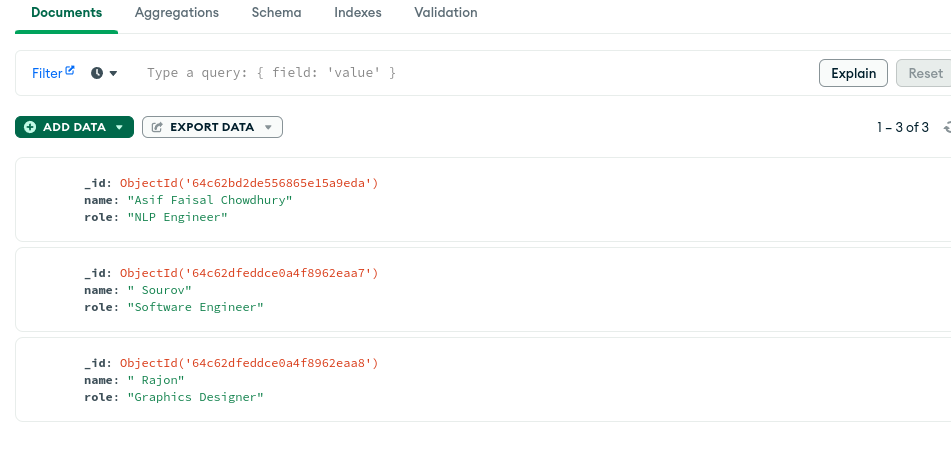 Documents Aggregations Schema Indexes Validation
Filter Type a query: { field: 'value' } Explain Reset
ADD DATA EXPORT DATA 1 – 3 of 3
_id: ObjectId('64c62bd2de556865e15a9eda')
name: "Asif Faisal Chowdhury"
role: "NLP Engineer"
_id: ObjectId('64c62dfeddce0a4f8962eaa7')
name: " Sourov"
role: "Software Engineer"
_id: ObjectId('64c62dfeddce0a4f8962eaa8')
name: " Rajon"
role: "Graphics Designer"